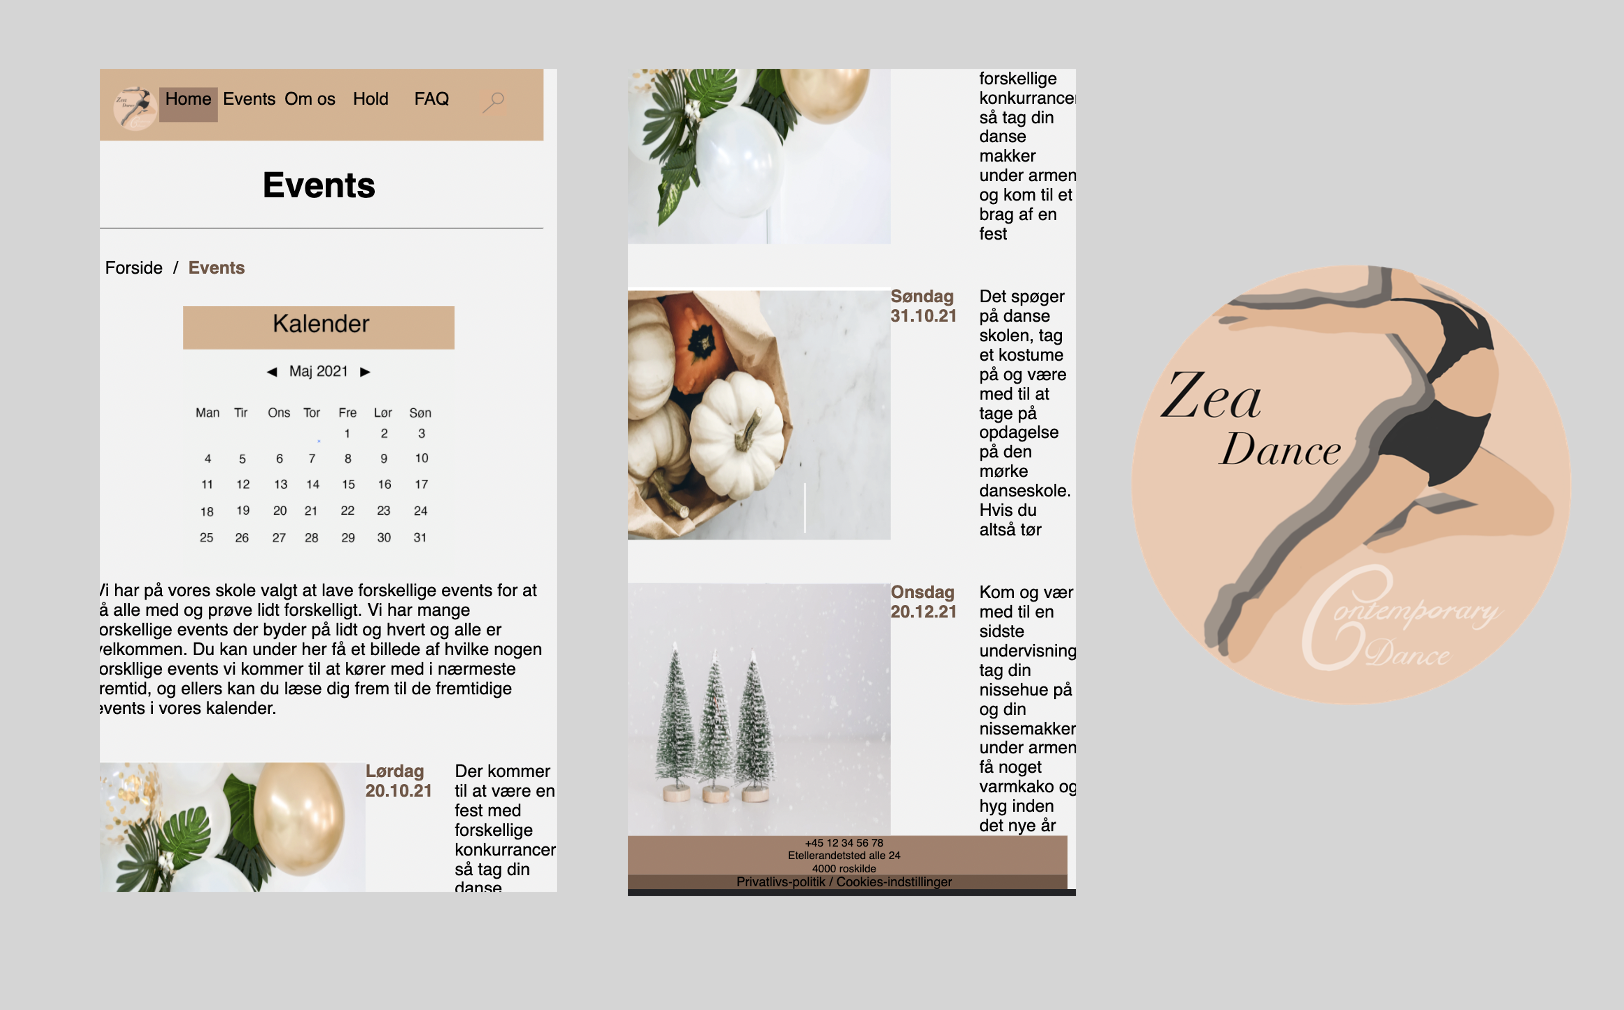 Home Events Om os Hold FAQ
Events
Forside / Events
Kalender
◀ Maj 2021 ▶
Man Tir Ons Tor Fre Lør Søn
1 2 3
4 5 6 7 8 9 10
11 12 13 14 15 16 17
18 19 20 21 22 23 24
25 26 27 28 29 30 31
Vi har på vores skole valgt at lave forskellige events for at
å alle med og prøve lidt forskelligt. Vi har mange
orskellige events der byder på lidt og hvert og alle er
velkommen. Du kan under her få et billede af hvilke nogen
orskllige events vi kommer til at kører med i nærmeste
remtid, og ellers kan du læse dig frem til de fremtidige
events i vores kalender.
Lørdag
20.10.21
Der kommer
til at være en
fest med
forskellige
konkurrancer
så tag din
danse
forskellige
konkurrancer
så tag din
danse
makker
under armen
og kom til et
brag af en
fest
Søndag
31.10.21
Det spøger
på danse
skolen, tag
et kostume
på og være
med til at
tage på
opdagelse
på den
mørke
danseskole.
Hvis du
altså tør
Onsdag
20.12.21
Kom og vær
med til en
sidste
undervisning
tag din
nissehue på
og din
nissemakker
under armen
få noget
varmkako og
hyg inden
det nye år
+45 12 34 56 78
Etellerandetsted alle 24
4000 roskilde
Privatlivs-politik / Cookies-indstillinger
Zea
Dance
Contemporary
Dance